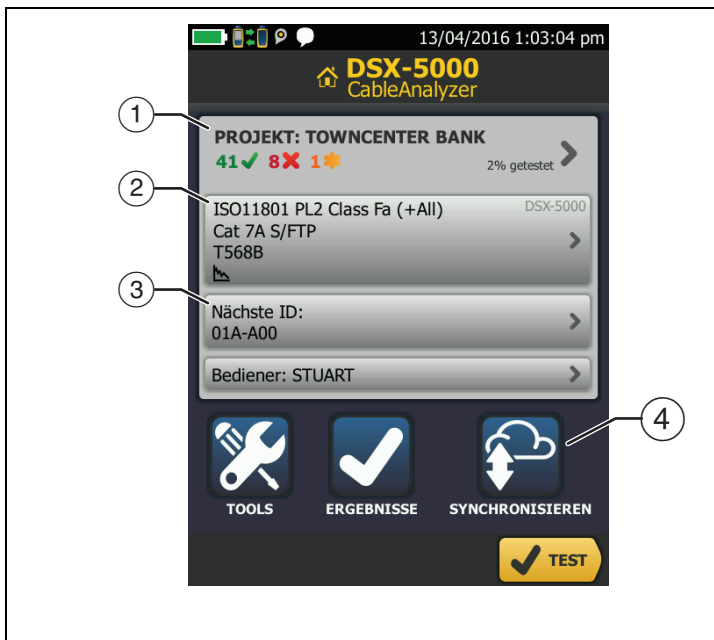 13/04/2016 1:03:04 pm
DSX-5000
CableAnalyzer
1
PROJEKT: TOWNCENTER BANK
41 8 1
2% getestet
2
ISO11801 PL2 Class Fa (+All)
DSX-5000
Cat 7A S/FTP
T568B
3
Nächste ID:
01A-A00
Bediener: STUART
4
TOOLS
ERGEBNISSE
SYNCHRONISIEREN
TEST